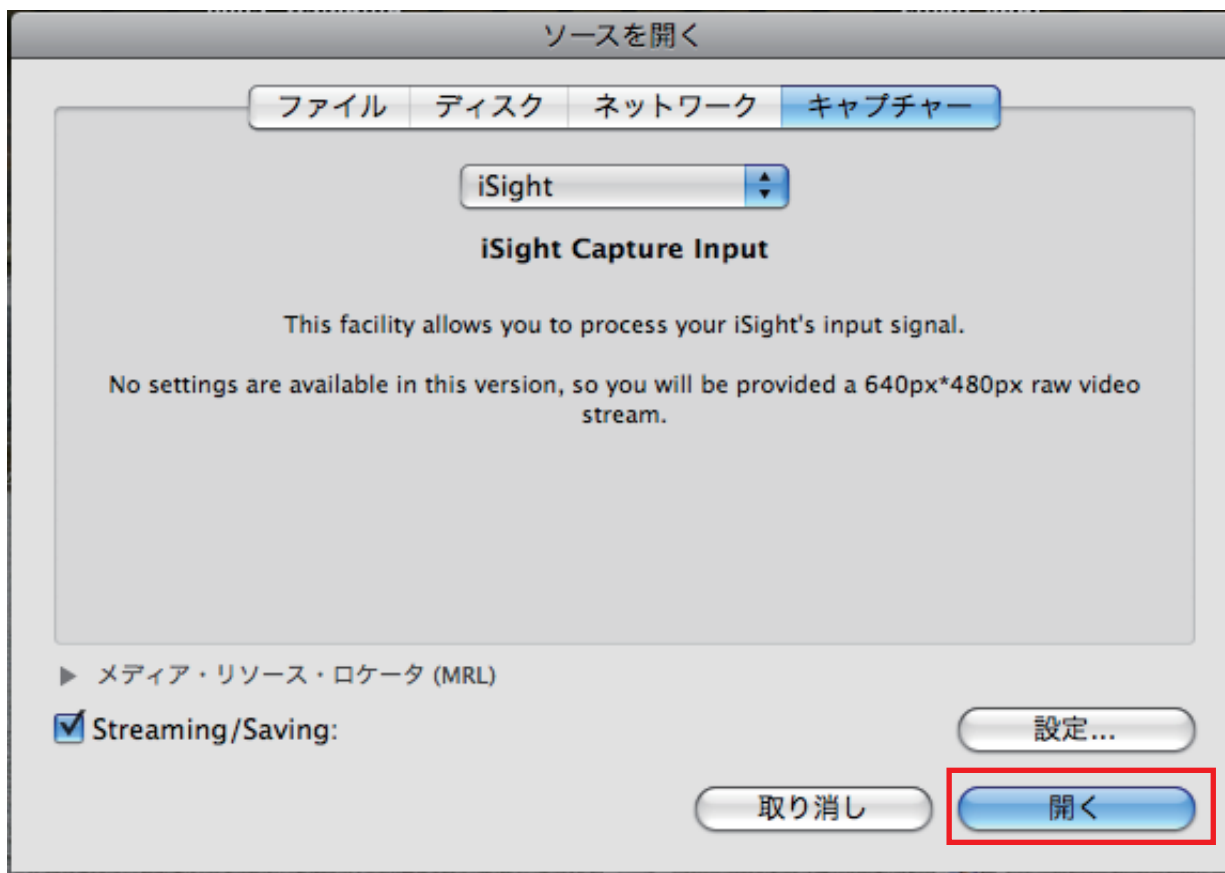 ソースを開く
ファイル ディスク ネットワーク キャプチャー
iSight
iSight Capture Input
This facility allows you to process your iSight's input signal.
No settings are available in this version, so you will be provided a 640px*480px raw video
stream.
メディア・リソース・ロケータ (MRL)
Streaming/Saving:
設定...
取り消し 開く